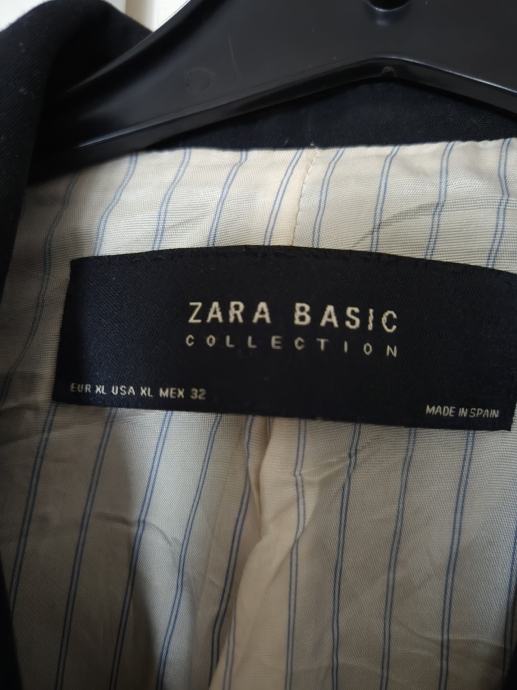 ZARA BASIC
COLLECTION
EUR XL USA XL MEX 32
MADE IN SPAIN